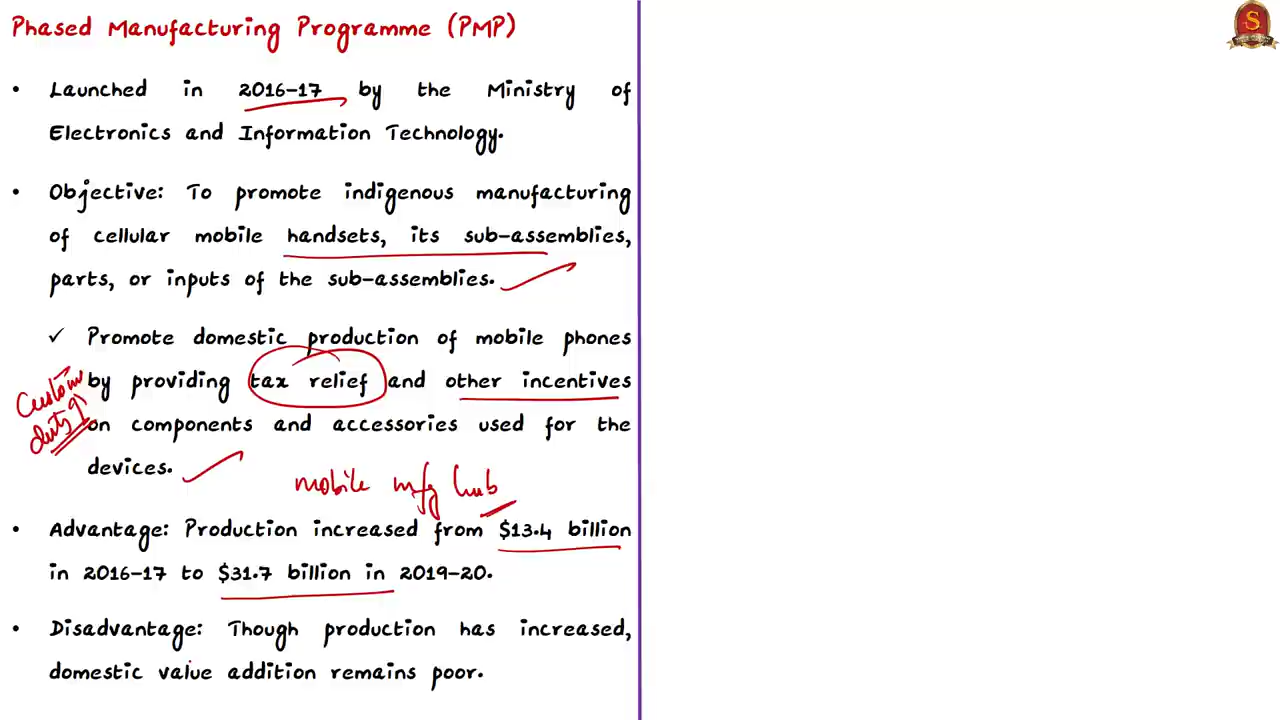 Phased Manufacturing Programme (PMP)
• Launched in 2016-17 by the Ministry of
Electronics and Information Technology.
• Objective: To promote indigenous manufacturing
of cellular mobile handsets, its sub-assemblies,
parts, or inputs of the sub-assemblies.
✓ Promote domestic production of mobile phones
by providing tax relief and other incentives
on components and accessories used for the
devices.
Custom
duty ↑
mobile mfg hub
• Advantage: Production increased from $13.4 billion
in 2016-17 to $31.7 billion in 2019-20.
• Disadvantage: Though production has increased,
domestic value addition remains poor.
S